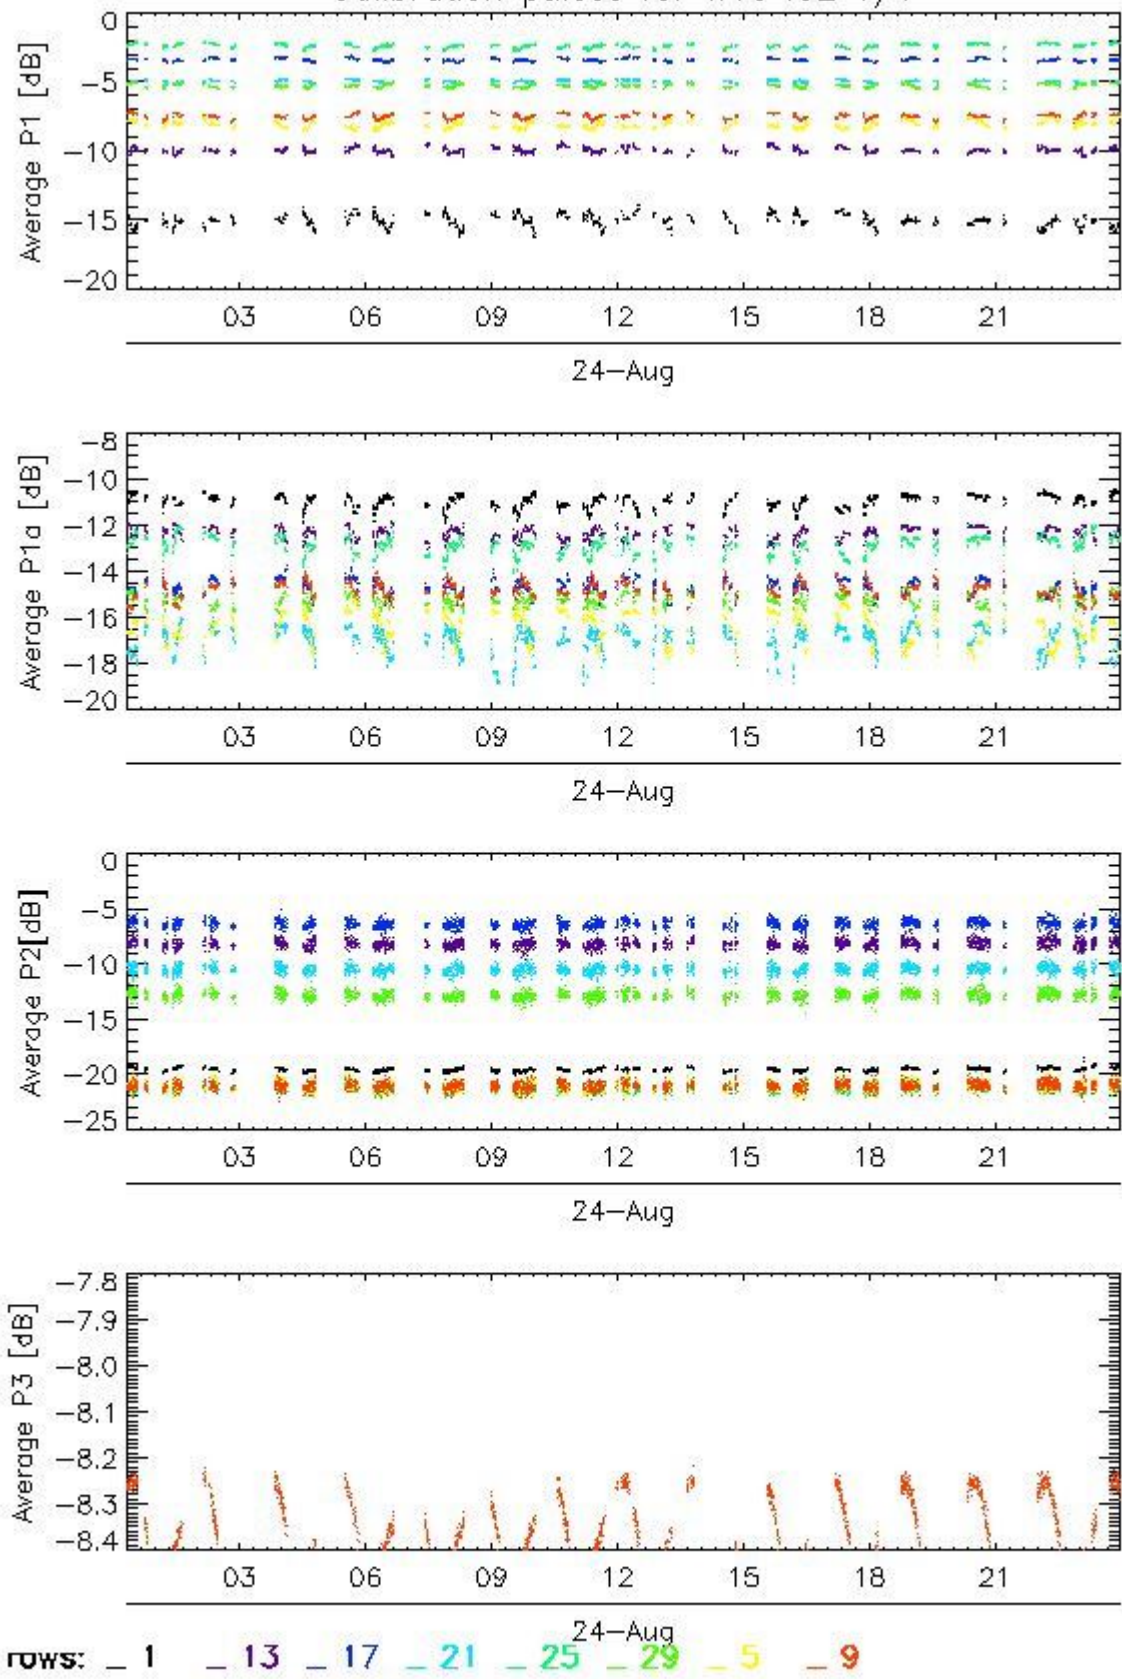 0
−5
−10
−15
−20
Average P1 [dB]
03 06 09 12 15 18 21
24−Aug
−8
−10
−12
−14
−16
−18
−20
Average P1a [dB]
03 06 09 12 15 18 21
24−Aug
0
−5
−10
−15
−20
−25
Average P2[dB]
03 06 09 12 15 18 21
24−Aug
−7.8
−7.9
−8.0
−8.1
−8.2
−8.3
−8.4
Average P3 [dB]
03 06 09 12 15 18 21
24−Aug
rows: _ 1 _ 13 _ 17 _ 21 _ 25 _ 29 _ 5 _ 9